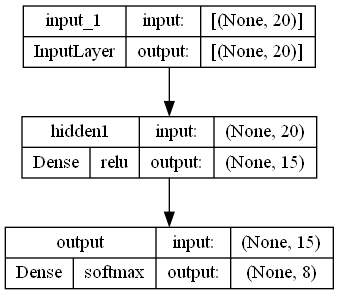 input_1 input: [(None, 20)]
InputLayer output: [(None, 20)]
hidden1 input: (None, 20)
Dense relu output: (None, 15)
output input: (None, 15)
Dense softmax output: (None, 8)